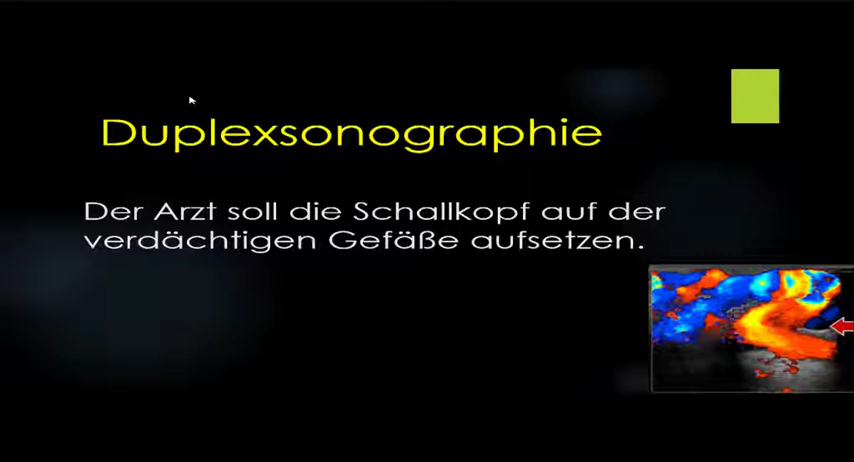 Duplexsonographie
Der Arzt soll die Schallkopf auf der
verdächtigen Gefäße aufsetzen.